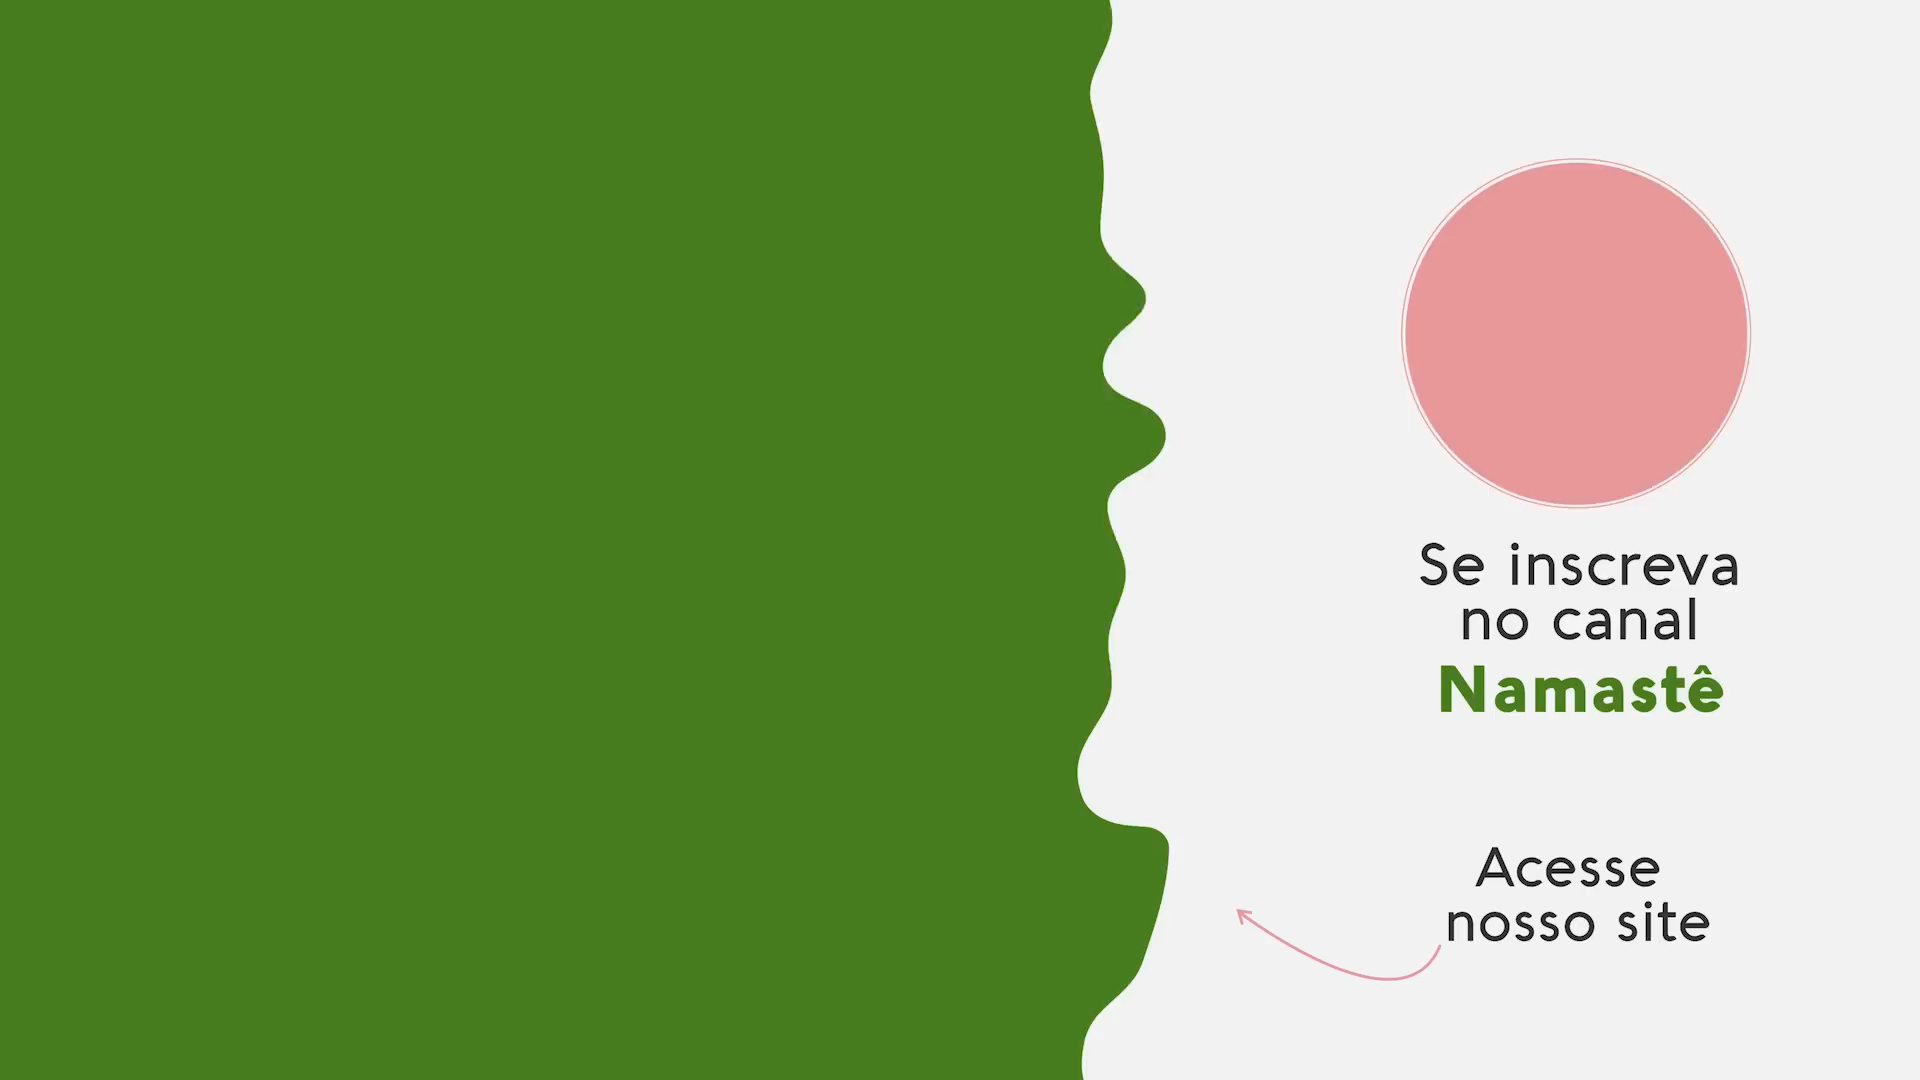 Se inscreva
no canal
Namastê
Acesse
nosso site